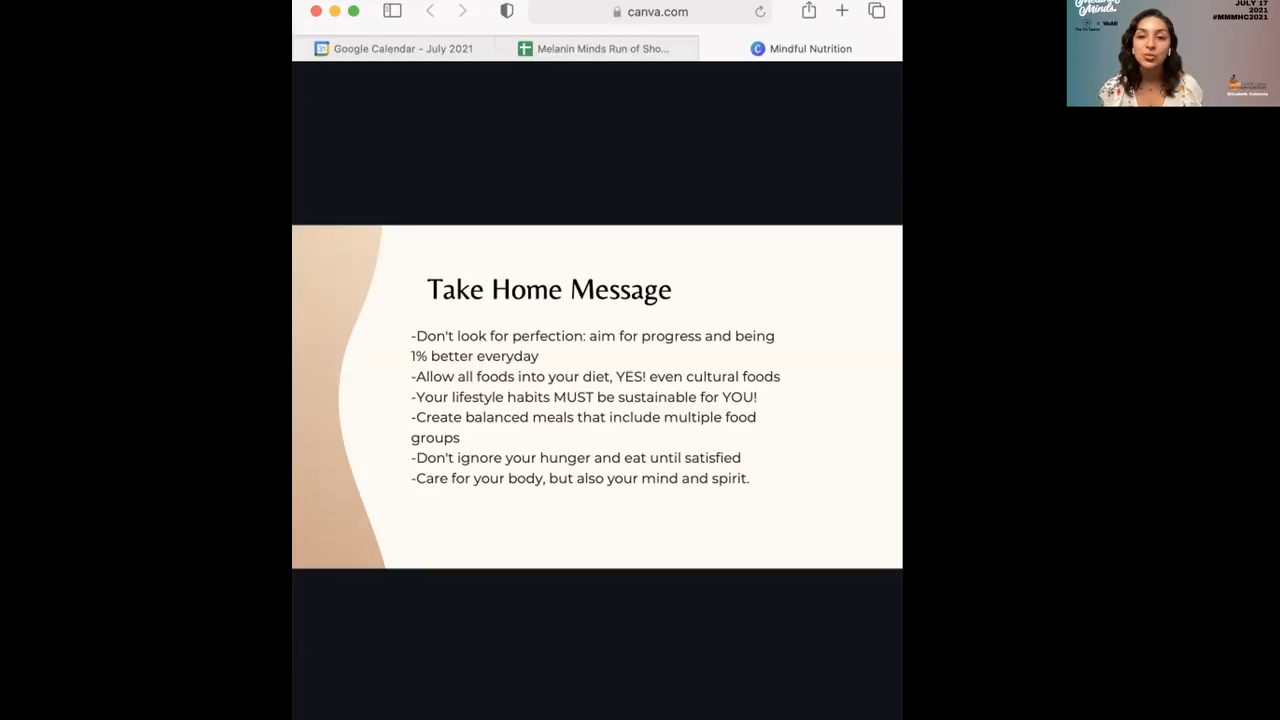 canva.com
Google Calendar - July 2021
Melanin Minds Run of Sho...
Mindful Nutrition
Take Home Message
-Don't look for perfection: aim for progress and being
1% better everyday
-Allow all foods into your diet, YES! even cultural foods
-Your lifestyle habits MUST be sustainable for YOU!
-Create balanced meals that include multiple food
groups
-Don't ignore your hunger and eat until satisfied
-Care for your body, but also your mind and spirit.
Minds.
JULY 17
2021
#MMMHC2021
Elizabeth Valencia